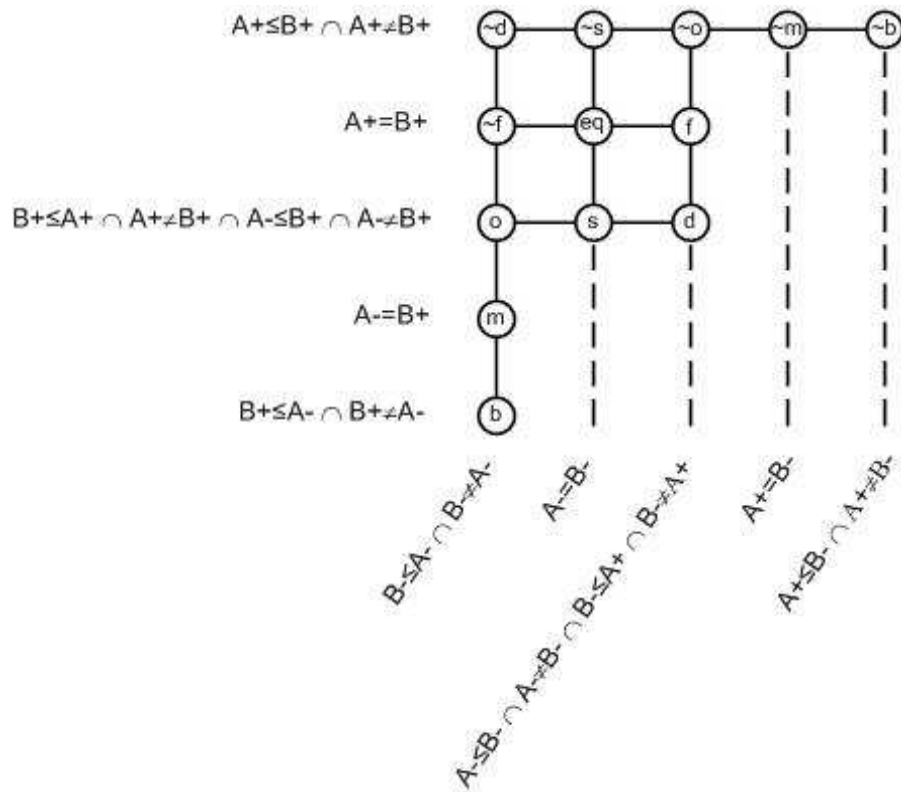 A+≤B+ ∩ A+≠B+ ~d ~s ~o ~m ~b
A+=B+ ~f eq f
B+≤A+ ∩ A+≠B+ ∩ A-≤B+ ∩ A-≠B+ o s d
A-=B+ m
B+≤A- ∩ B+≠A- b
B-≤A- ∩ B-≠A-
A-=B-
A-≤B- ∩ A-≠B- ∩ B-≤A+ ∩ B-≠A+
A+=B-
A+≤B- ∩ A+≠B-